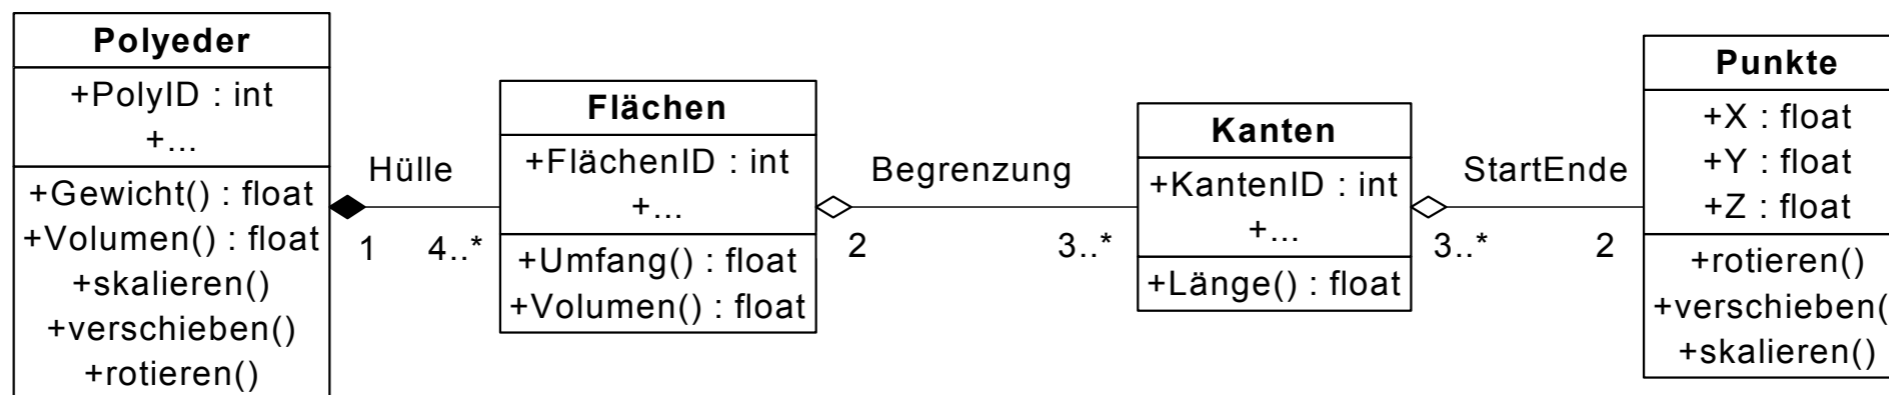 Polyeder
+PolyID : int
+...
+Gewicht() : float
+Volumen() : float
+skalieren()
+verschieben()
+rotieren()
Hülle
1
4..*
Flächen
+FlächenID : int
+...
+Umfang() : float
+Volumen() : float
Begrenzung
2
3..*
Kanten
+KantenID : int
+...
+Länge() : float
StartEnde
3..*
2
Punkte
+X : float
+Y : float
+Z : float
+rotieren()
+verschieben(
+skalieren()